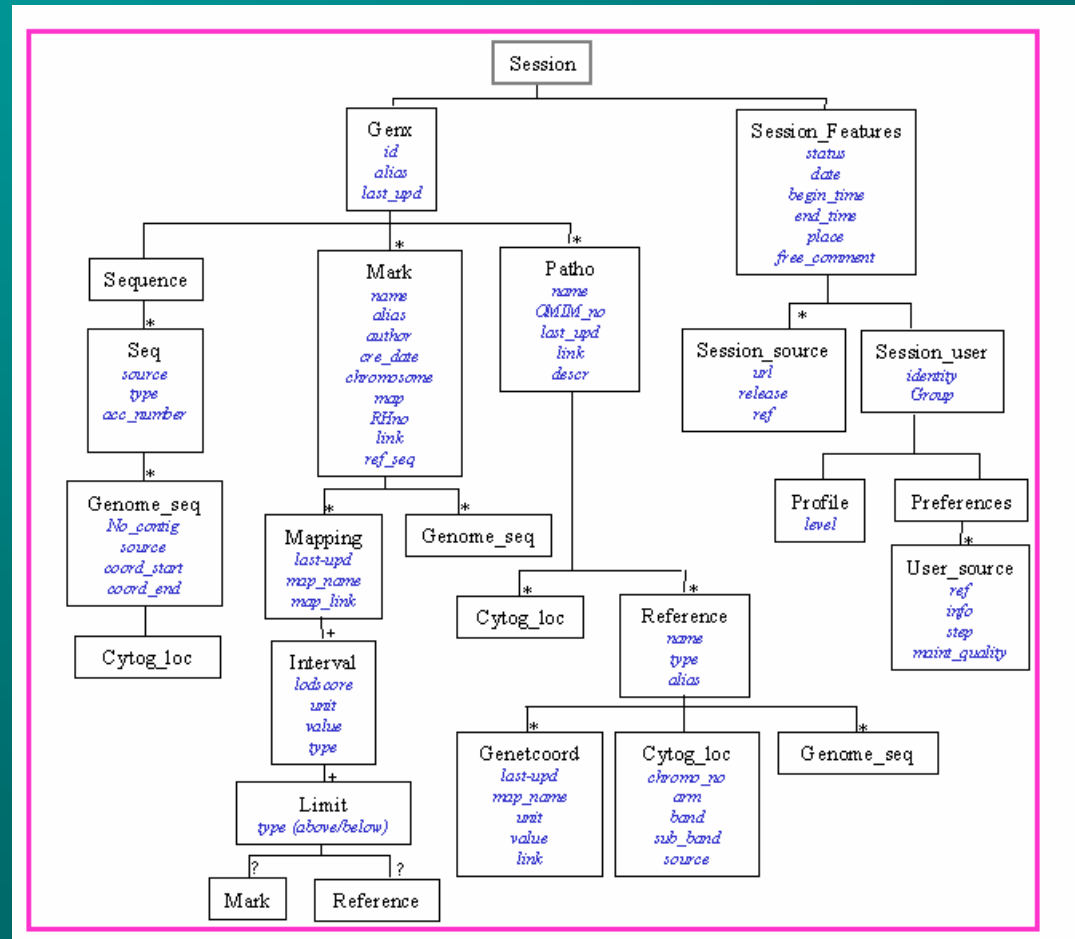 Session
Genx
id
alias
last_upd
Session_Features
status
date
begin_time
end_time
place
free_comment
Sequence
*
Mark
name
alias
author
cre_date
chromosome
map
RHno
link
ref_seq
*
Patho
name
OMIM_no
last_upd
link
descr
*
Seq
source
type
acc_number
*
Session_source
url
release
ref
Session_user
identity
Group
*
Genome_seq
No_contig
source
coord_start
coord_end
*
Mapping
last-upd
map_name
map_link
*
Genome_seq
Profile
level
Preferences
*
User_source
ref
info
step
maint_quality
*
Cytog_loc
*
Reference
name
type
alias
Cytog_loc
+
Interval
lodscore
unit
value
type
*
Genetcoord
last-upd
map_name
unit
value
link
Cytog_loc
chromo_no
arm
band
sub_band
source
*
Genome_seq
+
Limit
type (above/below)
?
Mark
?
Reference